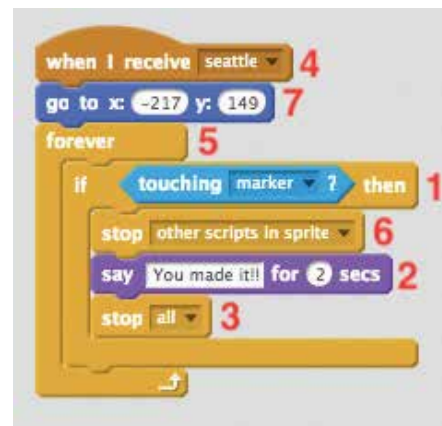 when I receive seattle 4
go to x: -217 y: 149 7
forever 5
if touching marker ? then 1
stop other scripts in sprite 6
say You made it!! for 2 secs 2
stop all 3